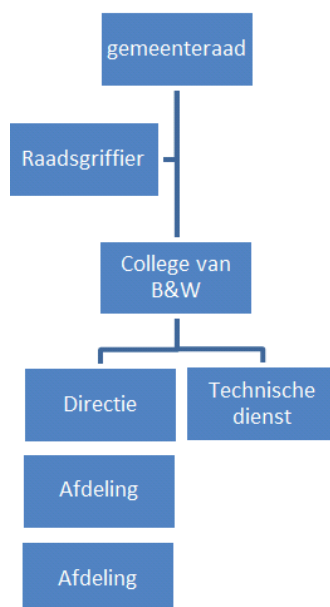 gemeenteraad
Raadsgriffier
College van
B&W
Directie
Technische
dienst
Afdeling
Afdeling